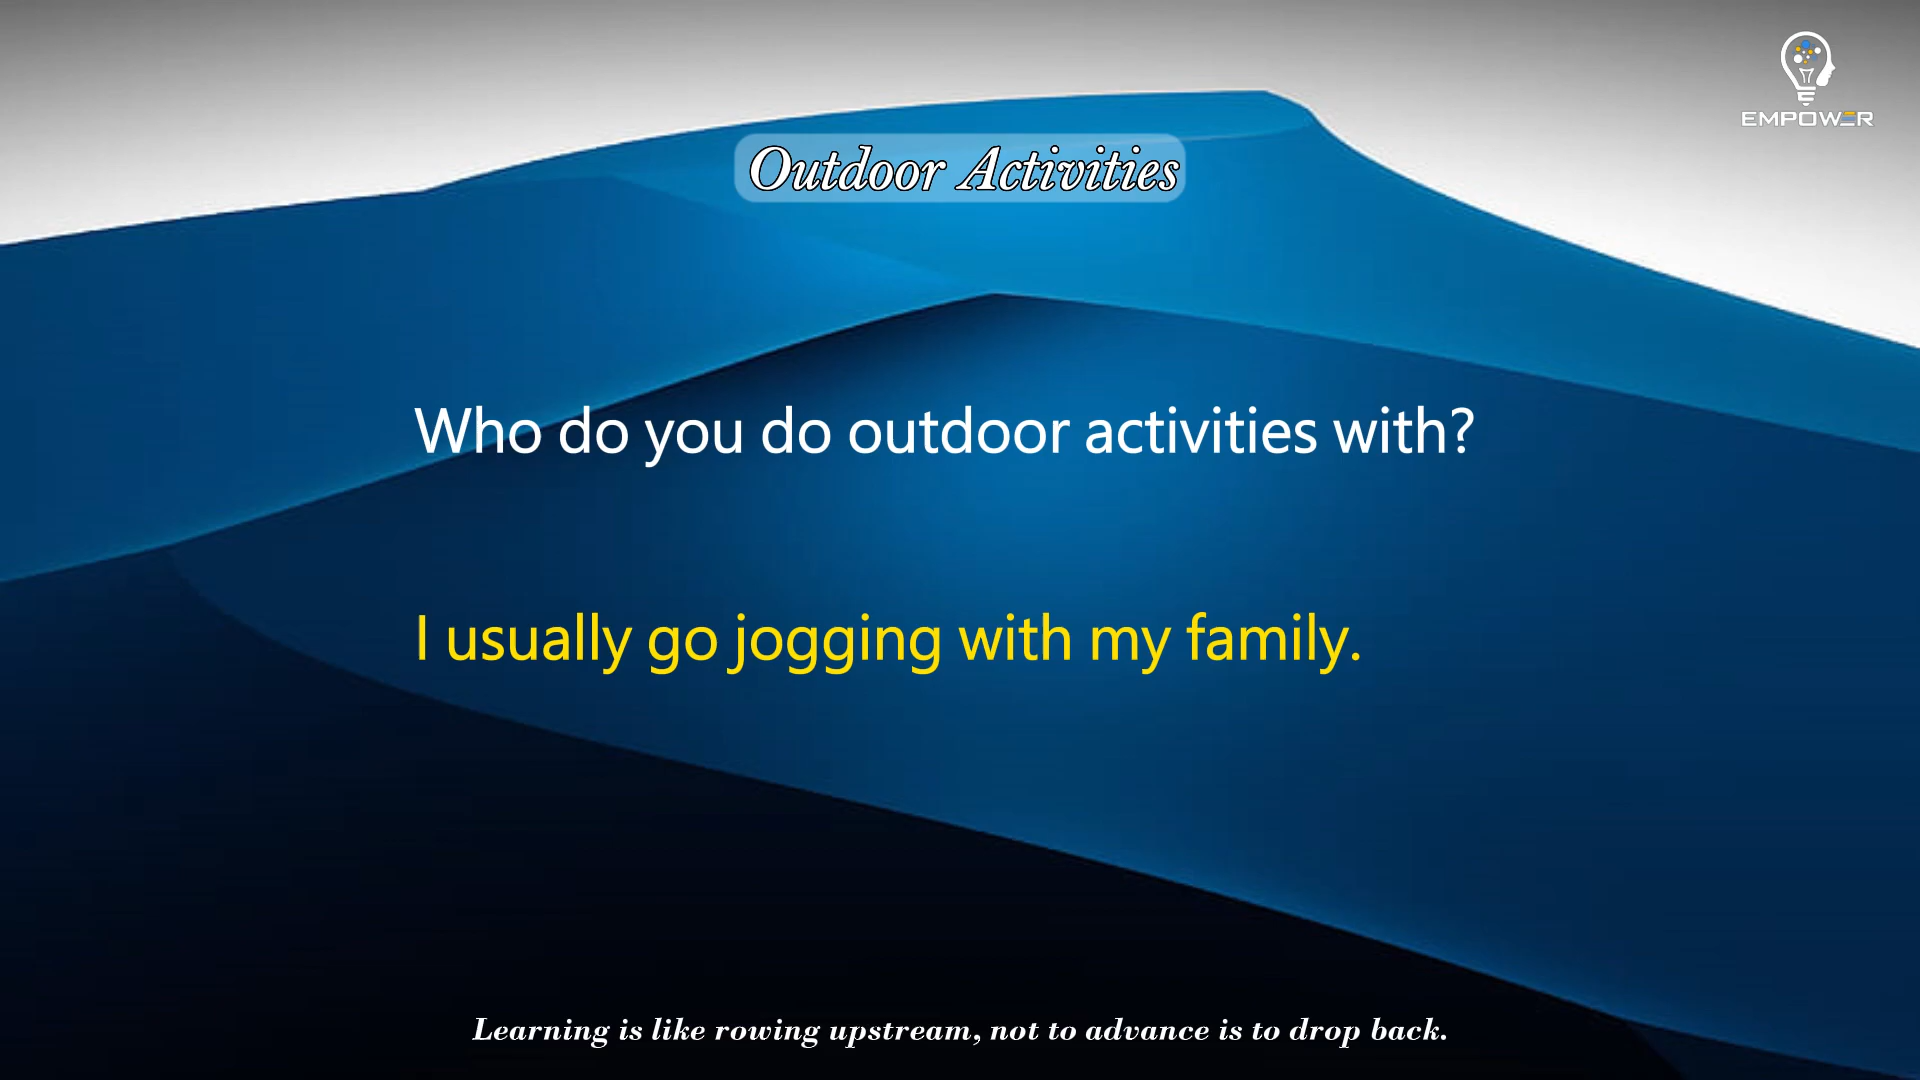 EMPOWER
Outdoor Activities
Who do you do outdoor activities with?
I usually go jogging with my family.
Learning is like rowing upstream, not to advance is to drop back.